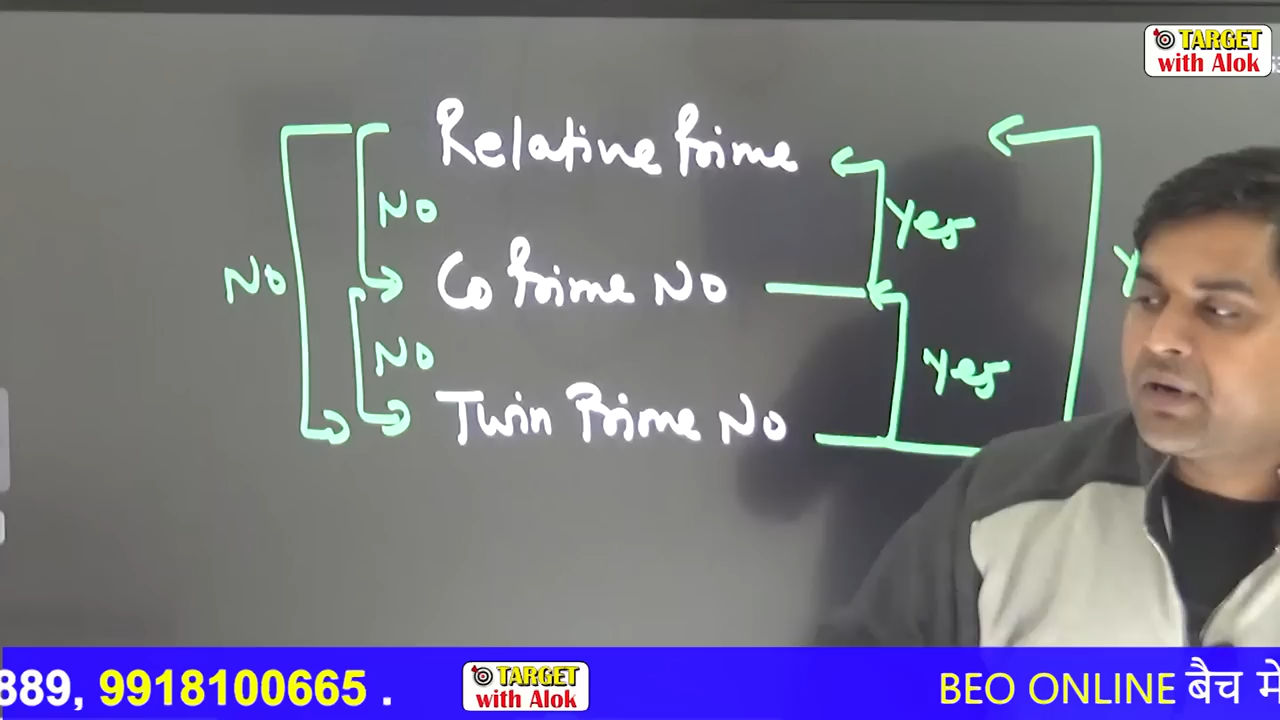 TARGET
with Alok
Relative Prime
Yes
No
No
Co Prime No
No
Yes
Twin Prime No
889, 9918100665 .
TARGET
with Alok
BEO ONLINE बैच मे